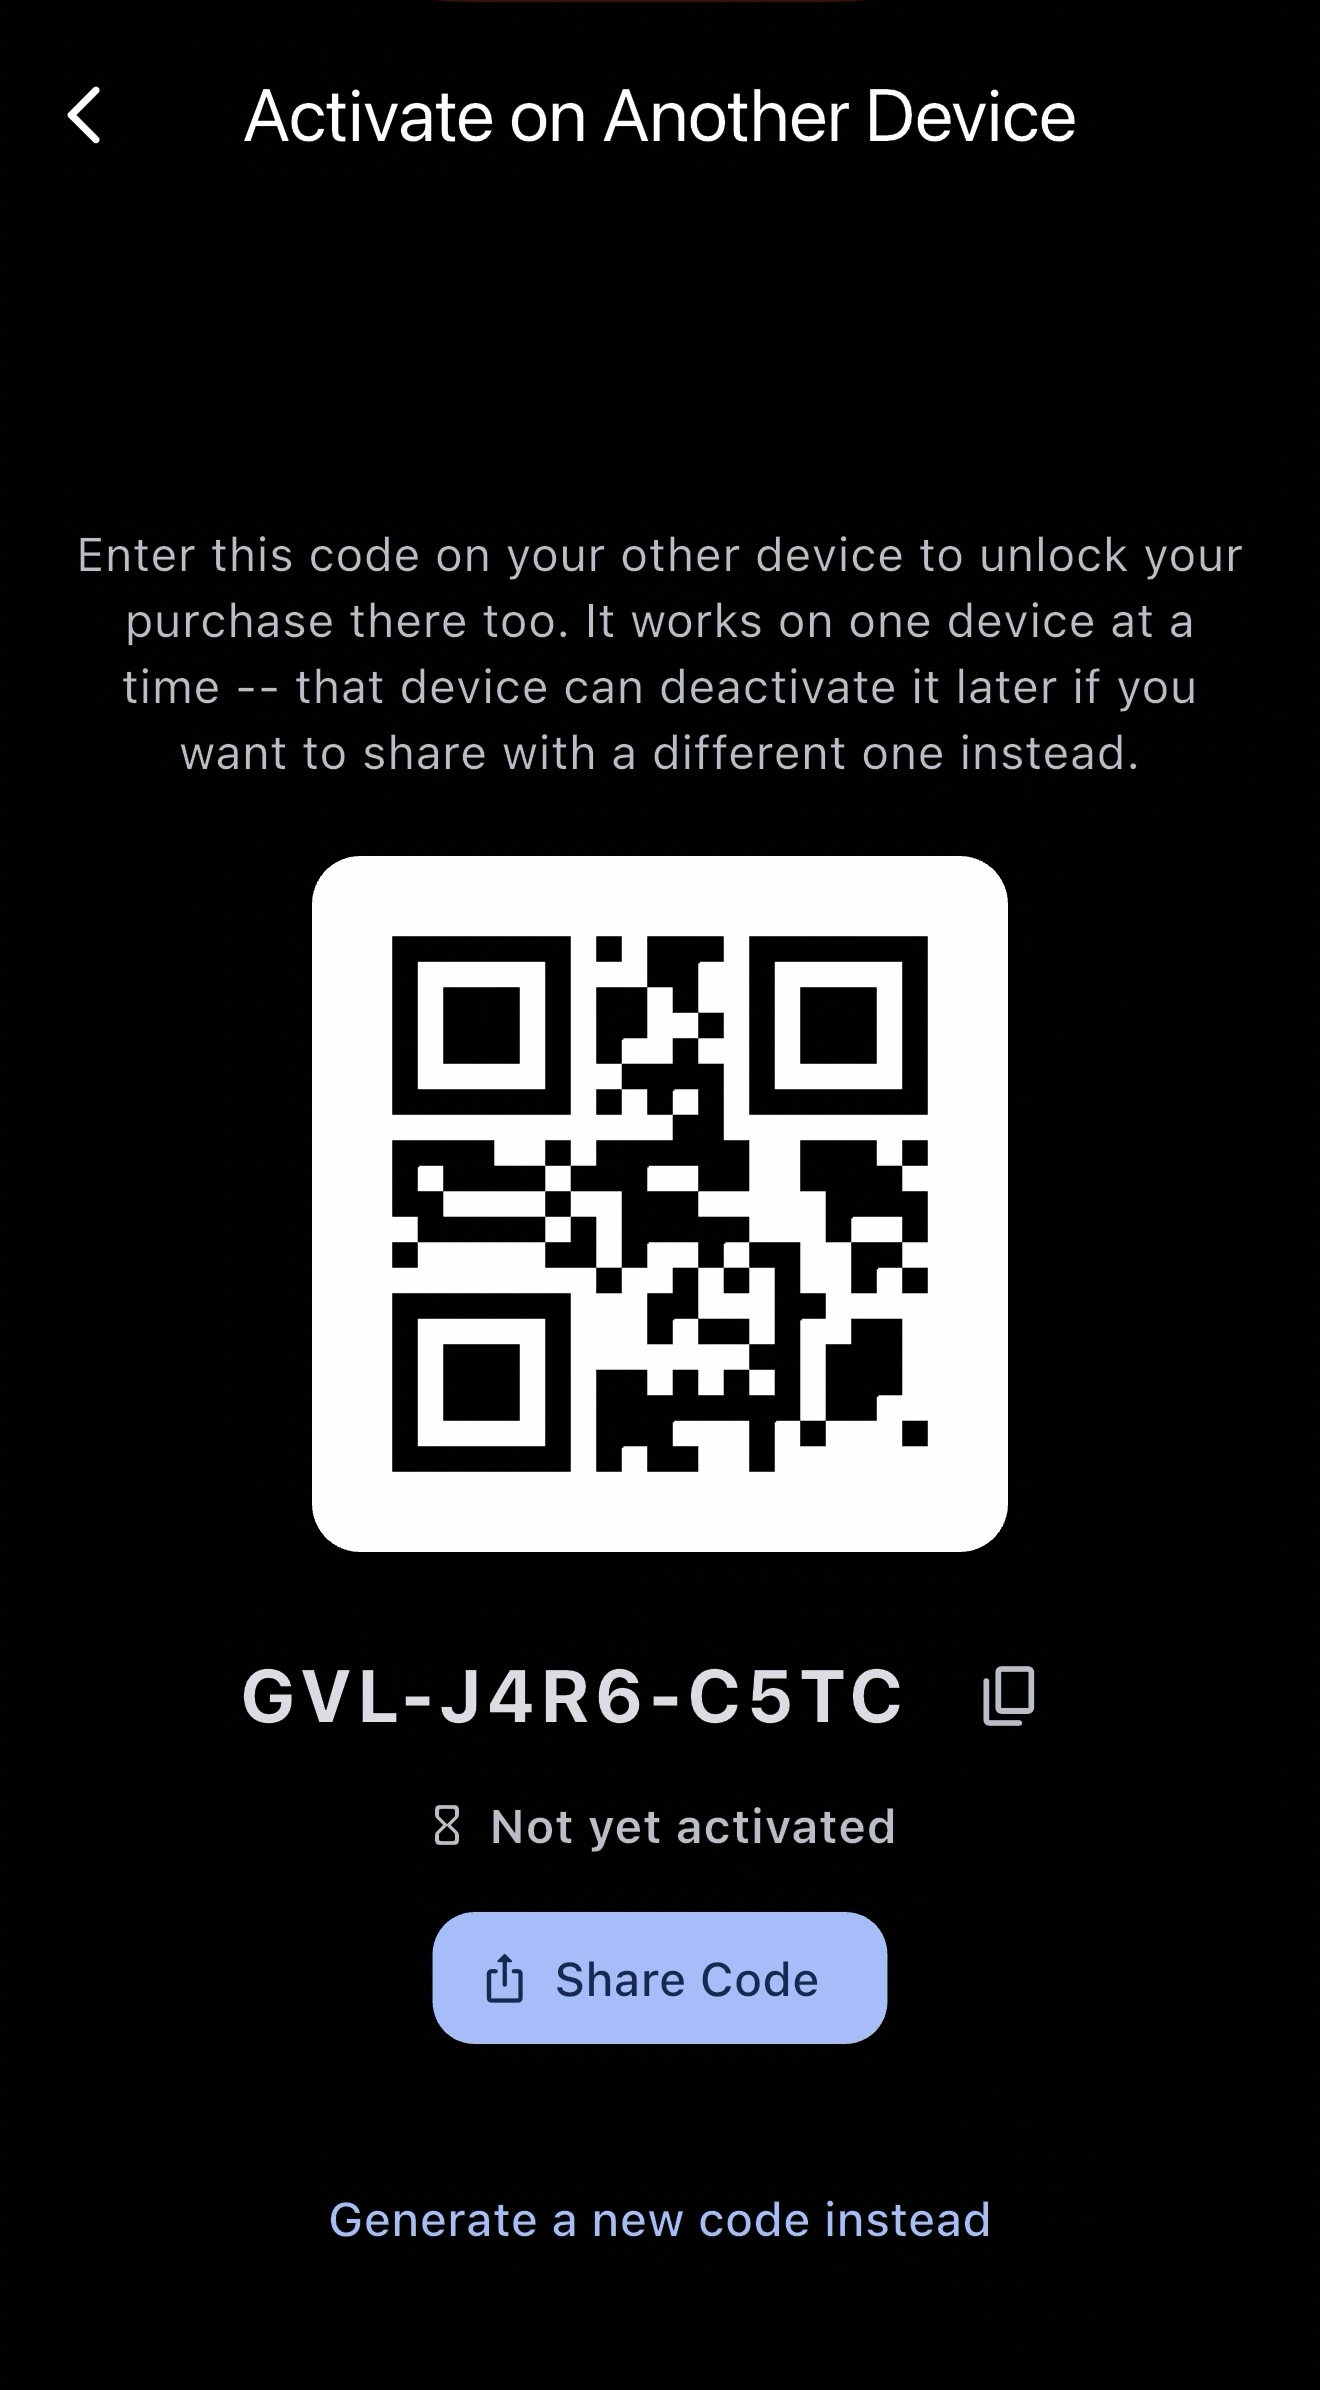 Activate on Another Device
Enter this code on your other device to unlock your
purchase there too. It works on one device at a
time -- that device can deactivate it later if you
want to share with a different one instead.
GVL-J4R6-C5TC
Not yet activated
Share Code
Generate a new code instead